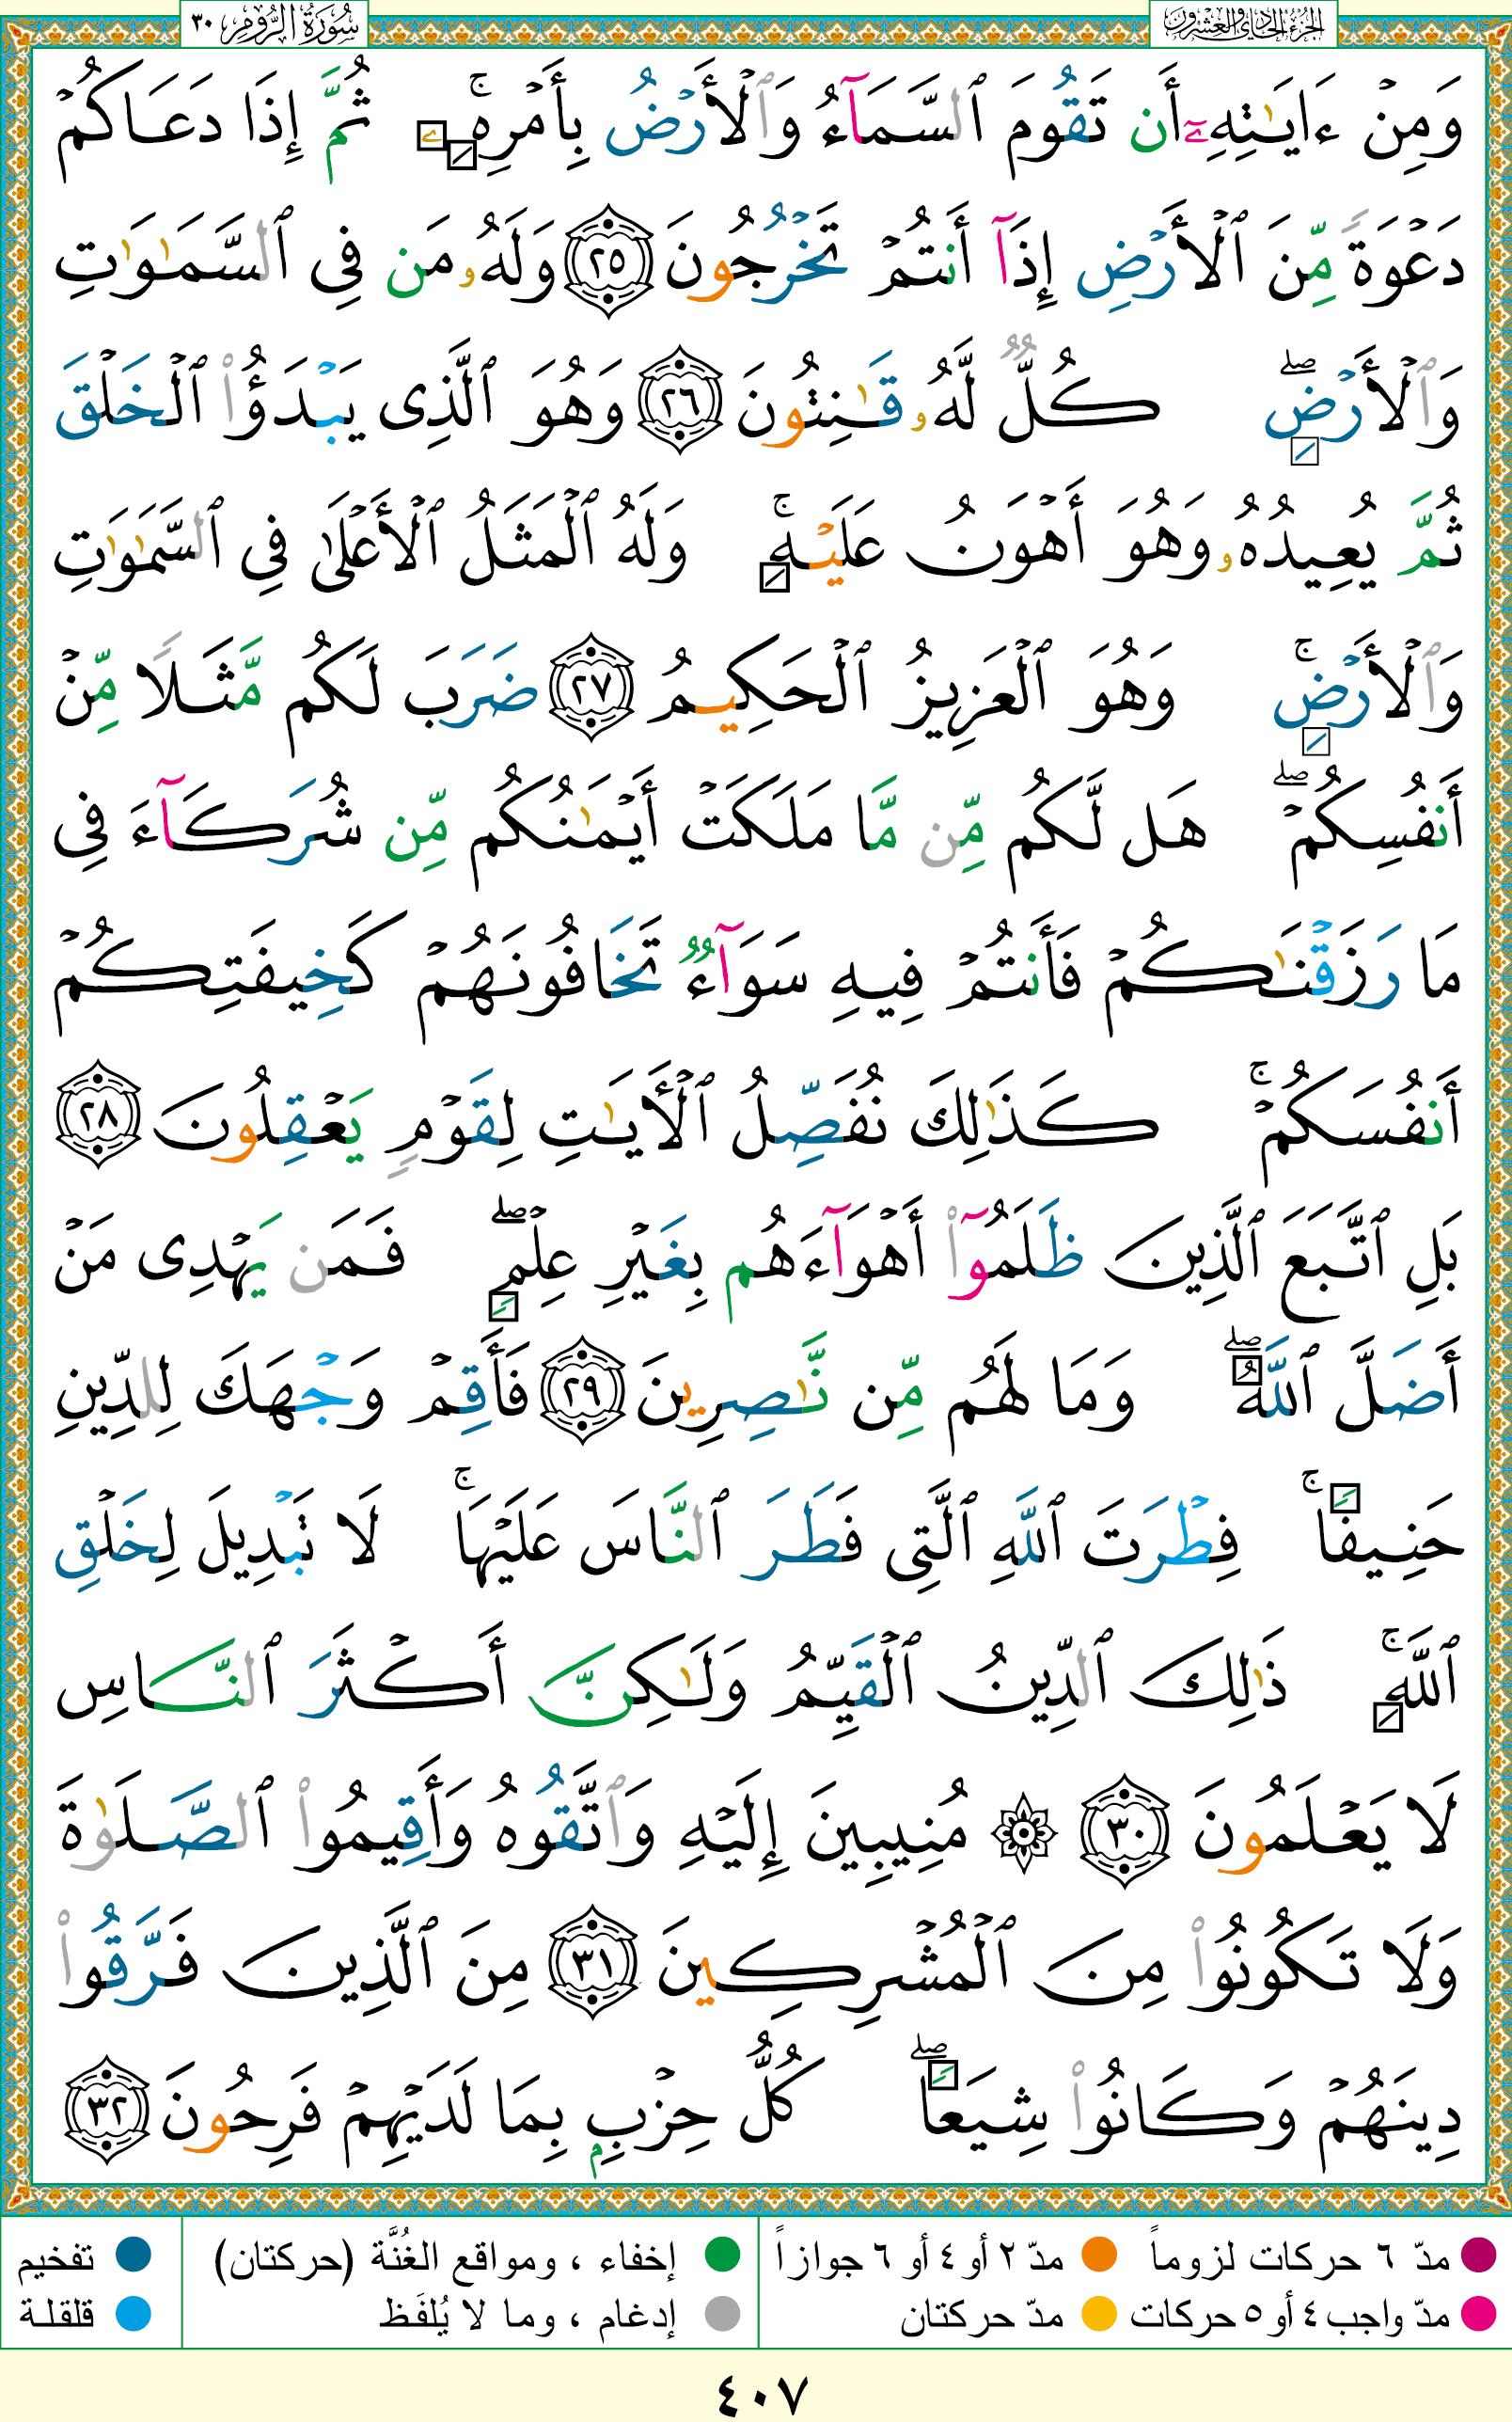 الجزء الحادي والعشرون
سُورَةُ الرُّومِ ٣٠
وَمِنْ ءَايَـٰتِهِۦٓ أَن تَقُومَ ٱلسَّمَآءُ وَٱلْأَرْضُ بِأَمْرِهِۦ ۚ ثُمَّ إِذَا دَعَاكُمْ
دَعْوَةً مِّنَ ٱلْأَرْضِ إِذَآ أَنتُمْ تَخْرُجُونَ ٢٥ وَلَهُۥ مَن فِى ٱلسَّمَـٰوَٰتِ
وَٱلْأَرْضِ ۖ كُلٌّ لَّهُۥ قَـٰنِتُونَ ٢٦ وَهُوَ ٱلَّذِى يَبْدَؤُا۟ ٱلْخَلْقَ
ثُمَّ يُعِيدُهُۥ وَهُوَ أَهْوَنُ عَلَيْهِ ۚ وَلَهُ ٱلْمَثَلُ ٱلْأَعْلَىٰ فِى ٱلسَّمَـٰوَٰتِ
وَٱلْأَرْضِ ۚ وَهُوَ ٱلْعَزِيزُ ٱلْحَكِيمُ ٢٧ ضَرَبَ لَكُم مَّثَلًا مِّنْ
أَنفُسِكُمْ ۖ هَل لَّكُم مِّن مَّا مَلَكَتْ أَيْمَـٰنُكُم مِّن شُرَكَآءَ فِى
مَا رَزَقْنَـٰكُمْ فَأَنتُمْ فِيهِ سَوَآءٌ تَخَافُونَهُمْ كَخِيفَتِكُمْ
أَنفُسَكُمْ ۚ كَذَٰلِكَ نُفَصِّلُ ٱلْأَيَـٰتِ لِقَوْمٍ يَعْقِلُونَ ٢٨
بَلِ ٱتَّبَعَ ٱلَّذِينَ ظَلَمُوٓا۟ أَهْوَآءَهُم بِغَيْرِ عِلْمٍ ۖ فَمَن يَهْدِى مَنْ
أَضَلَّ ٱللَّهُ ۖ وَمَا لَهُم مِّن نَّـٰصِرِينَ ٢٩ فَأَقِمْ وَجْهَكَ لِلدِّينِ
حَنِيفًا ۚ فِطْرَتَ ٱللَّهِ ٱلَّتِى فَطَرَ ٱلنَّاسَ عَلَيْهَا ۚ لَا تَبْدِيلَ لِخَلْقِ
ٱللَّهِ ۚ ذَٰلِكَ ٱلدِّينُ ٱلْقَيِّمُ وَلَـٰكِنَّ أَكْثَرَ ٱلنَّاسِ
لَا يَعْلَمُونَ ٣٠ ۞ مُنِيبِينَ إِلَيْهِ وَٱتَّقُوهُ وَأَقِيمُوا۟ ٱلصَّلَوٰةَ
وَلَا تَكُونُوا۟ مِنَ ٱلْمُشْرِكِينَ ٣١ مِنَ ٱلَّذِينَ فَرَّقُوا۟
دِينَهُمْ وَكَانُوا۟ شِيَعًا ۖ كُلُّ حِزْبٍۭ بِمَا لَدَيْهِمْ فَرِحُونَ ٣٢
مدّ ٦ حركات لزوماً مدّ ٢ أو ٤ أو ٦ جوازاً إخفاء ، ومواقع الغُنَّة (حركتان) تفخيم
مدّ واجب ٤ أو ٥ حركات مدّ حركتان إدغام ، وما لا يُلفَظ قلقلة
٤٠٧